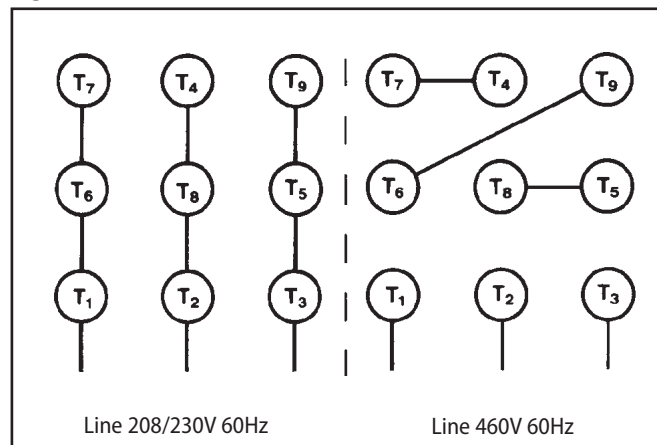 T₇ T₄ T₉ T₇ T₄ T₉
T₆ T₈ T₅ T₆ T₈ T₅
T₁ T₂ T₃ T₁ T₂ T₃
Line 208/230V 60Hz Line 460V 60Hz